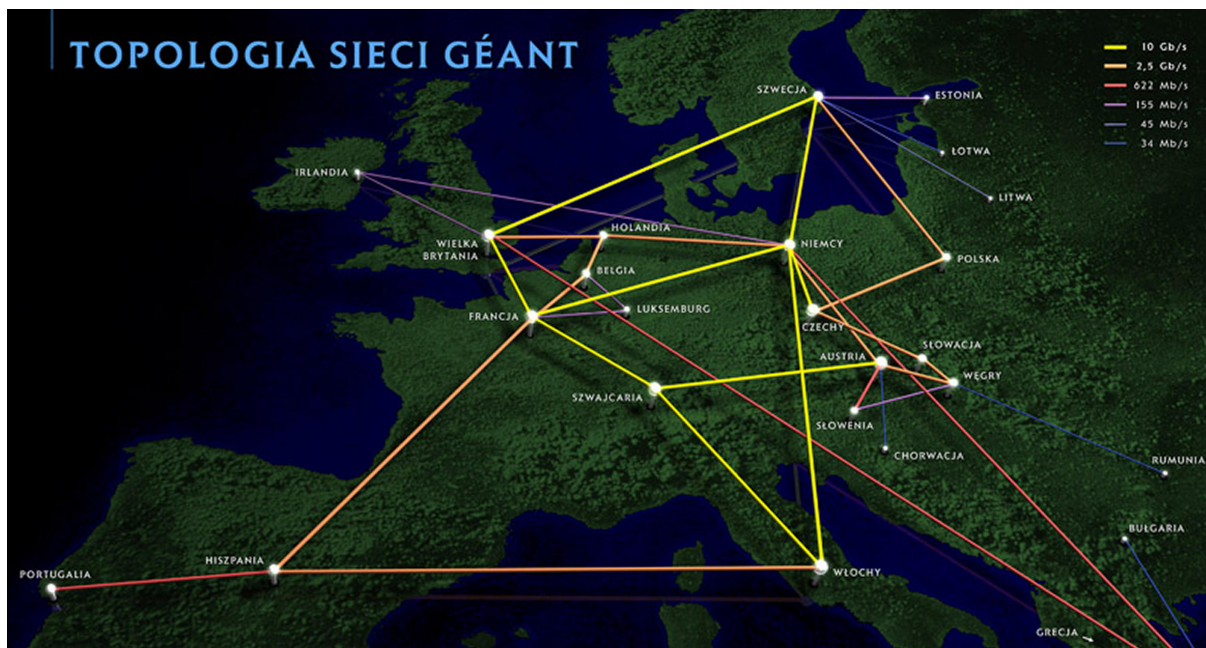 TOPOLOGIA SIECI GÉANT
10 Gb/s
2,5 Gb/s
622 Mb/s
155 Mb/s
45 Mb/s
34 Mb/s
SZWECJA
ESTONIA
ŁOTWA
IRLANDIA
LITWA
HOLANDIA
WIELKA
BRYTANIA
NIEMCY
POLSKA
BELGIA
LUKSEMBURG
FRANCJA
CZECHY
SŁOWACJA
AUSTRIA
WĘGRY
SZWAJCARIA
SŁOWENIA
CHORWACJA
RUMUNIA
BUŁGARIA
HISZPANIA
PORTUGALIA
WŁOCHY
GRECJA